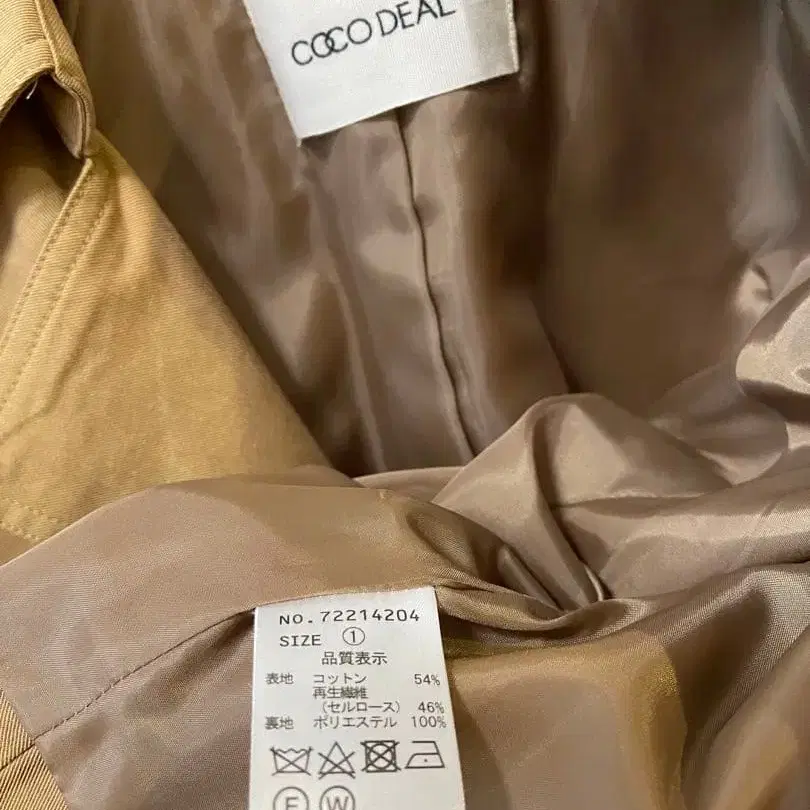 COCO DEAL
NO.72214204
SIZE ①
品質表示
表地 コットン 54%
再生繊維
（セルロース） 46%
裏地 ポリエステル 100%
F W